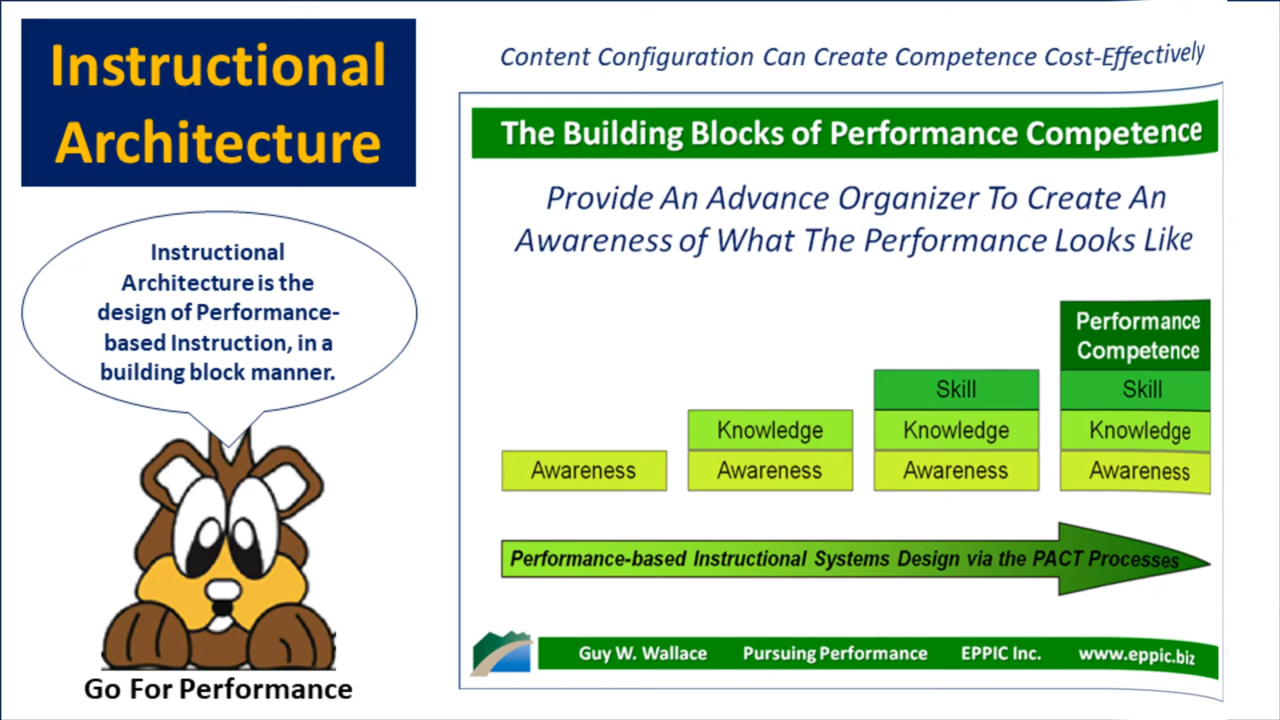 Instructional
Architecture
Instructional
Architecture is the
design of Performance-
based Instruction, in a
building block manner.
Go For Performance
Content Configuration Can Create Competence Cost-Effectively
The Building Blocks of Performance Competence
Provide An Advance Organizer To Create An
Awareness of What The Performance Looks Like
Performance
Competence
Skill Skill
Knowledge Knowledge Knowledge
Awareness Awareness Awareness Awareness
Performance-based Instructional Systems Design via the PACT Processes
Guy W. Wallace Pursuing Performance EPPIC Inc. www.eppic.biz